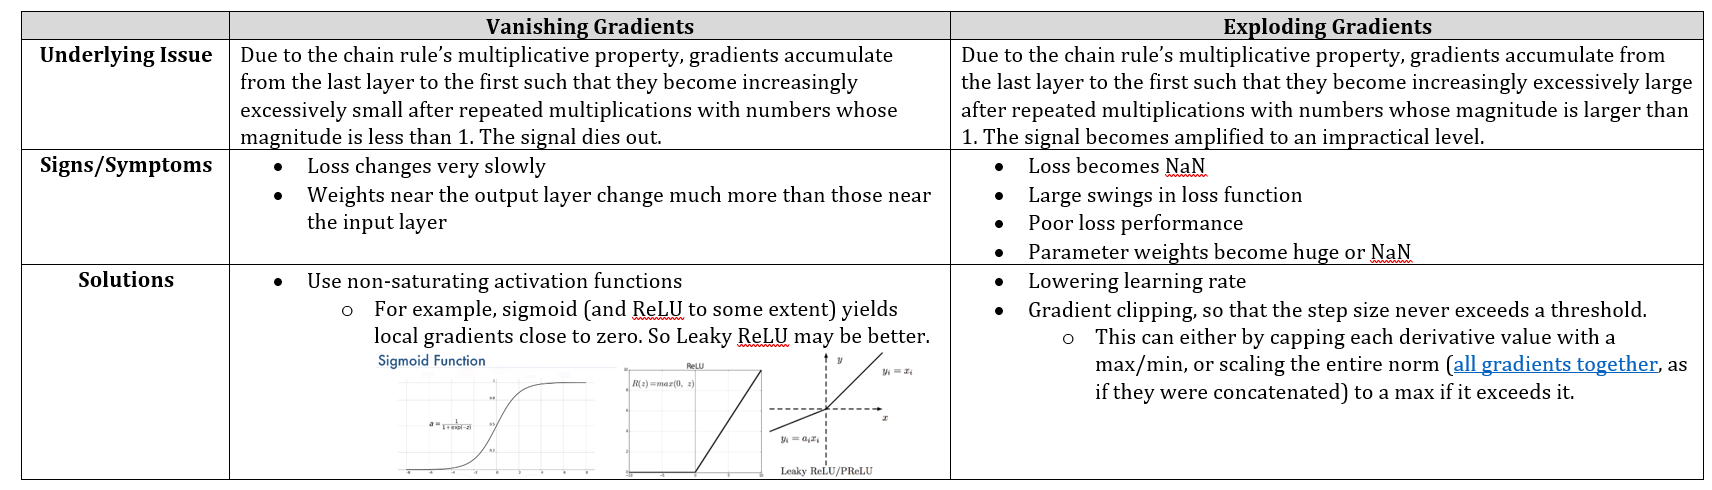 Vanishing Gradients
Exploding Gradients
Underlying Issue
Due to the chain rule’s multiplicative property, gradients accumulate
from the last layer to the first such that they become increasingly
excessively small after repeated multiplications with numbers whose
magnitude is less than 1. The signal dies out.
Due to the chain rule’s multiplicative property, gradients accumulate from
the last layer to the first such that they become increasingly excessively large
after repeated multiplications with numbers whose magnitude is larger than
1. The signal becomes amplified to an impractical level.
Signs/Symptoms
• Loss changes very slowly
• Weights near the output layer change much more than those near
the input layer
• Loss becomes NaN
• Large swings in loss function
• Poor loss performance
• Parameter weights become huge or NaN
Solutions
• Use non-saturating activation functions
o For example, sigmoid (and ReLU to some extent) yields
local gradients close to zero. So Leaky ReLU may be better.
Sigmoid Function
a = 1/(1+exp(-z))
ReLU
R(z) = max(0, z)
y
y_i = x_i
x
y_i = a_i x_i
Leaky ReLU/PReLU
• Lowering learning rate
• Gradient clipping, so that the step size never exceeds a threshold.
o This can either by capping each derivative value with a
max/min, or scaling the entire norm (all gradients together, as
if they were concatenated) to a max if it exceeds it.